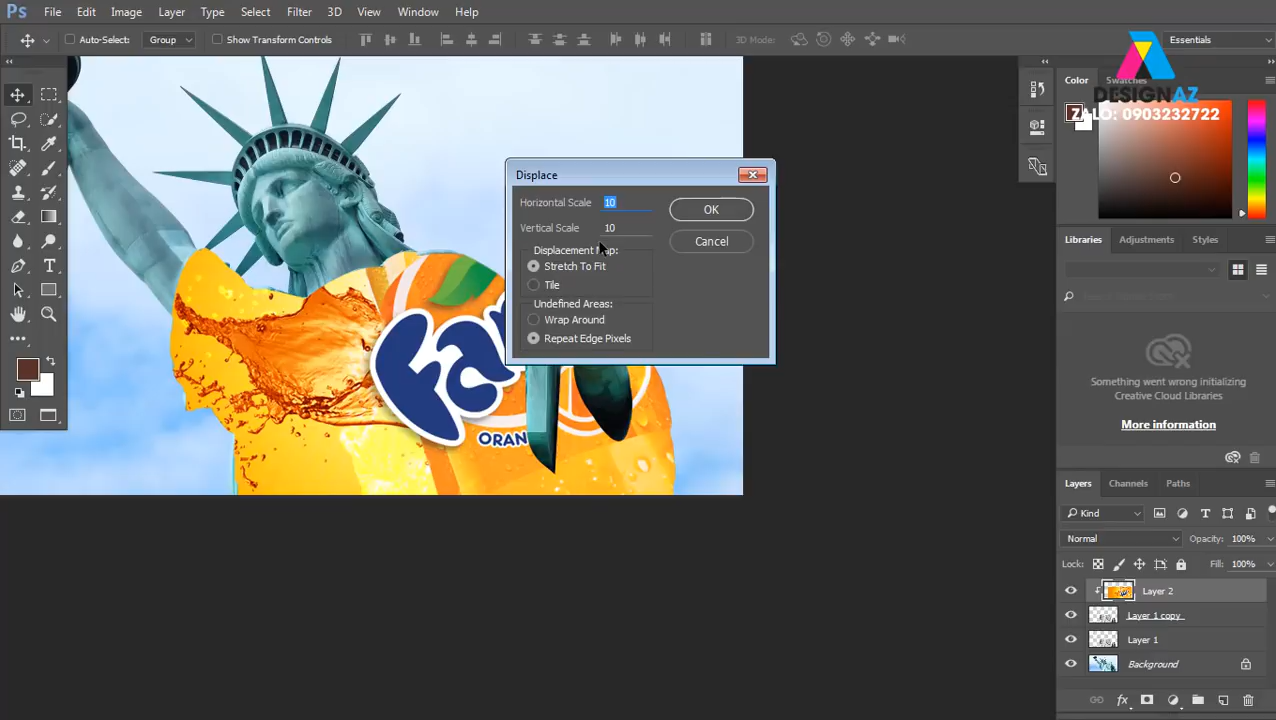 Ps File Edit Image Layer Type Select Filter 3D View Window Help
Auto-Select: Group Show Transform Controls 3D Mode: Essentials
DESIGNAZ
ZALO: 0903232722
Color Swatches
Displace
Horizontal Scale 10 OK
Vertical Scale 10 Cancel
Displacement Map:
Stretch To Fit
Tile
Undefined Areas:
Wrap Around
Repeat Edge Pixels
Libraries Adjustments Styles
Something went wrong initializing
Creative Cloud Libraries
More information
Layers Channels Paths
Kind
Normal Opacity: 100%
Lock: Fill: 100%
Layer 2
Layer 1 copy
Layer 1
Background
Fan
ORAN